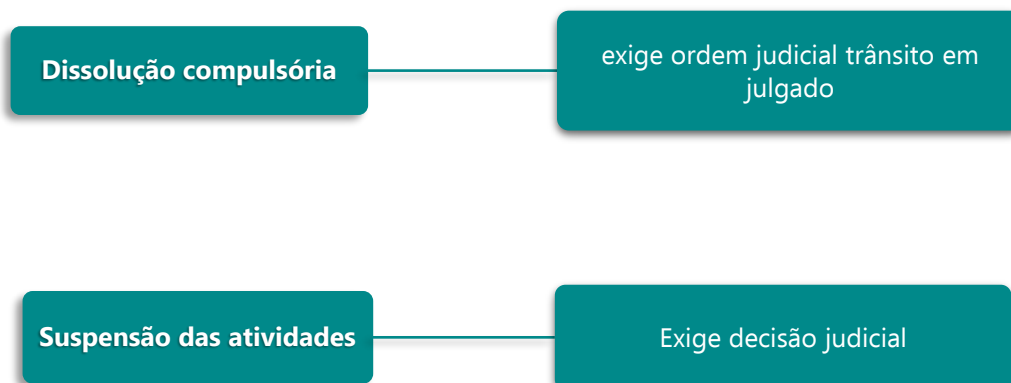 Dissolução compulsória
exige ordem judicial trânsito em
julgado
Suspensão das atividades
Exige decisão judicial